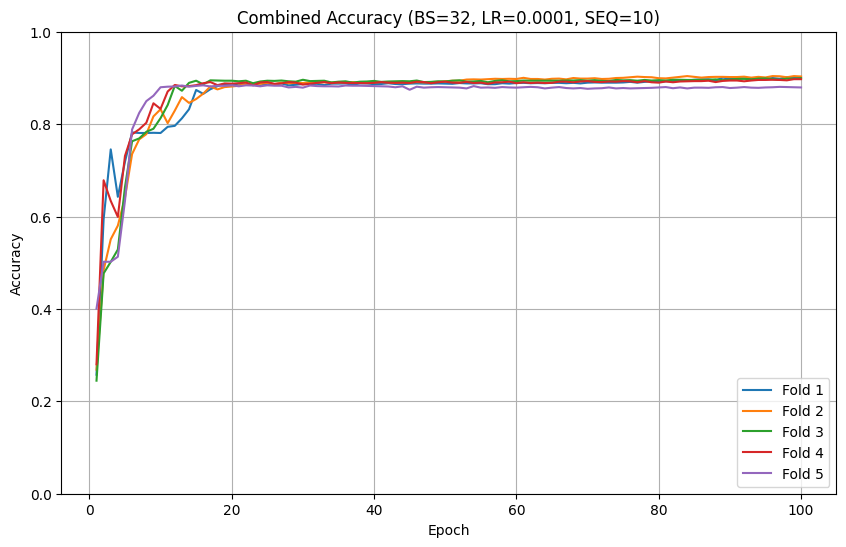 Combined Accuracy (BS=32, LR=0.0001, SEQ=10)
1.0
0.8
0.6
0.4
0.2
0.0
Accuracy
0 20 40 60 80 100
Epoch
Fold 1
Fold 2
Fold 3
Fold 4
Fold 5